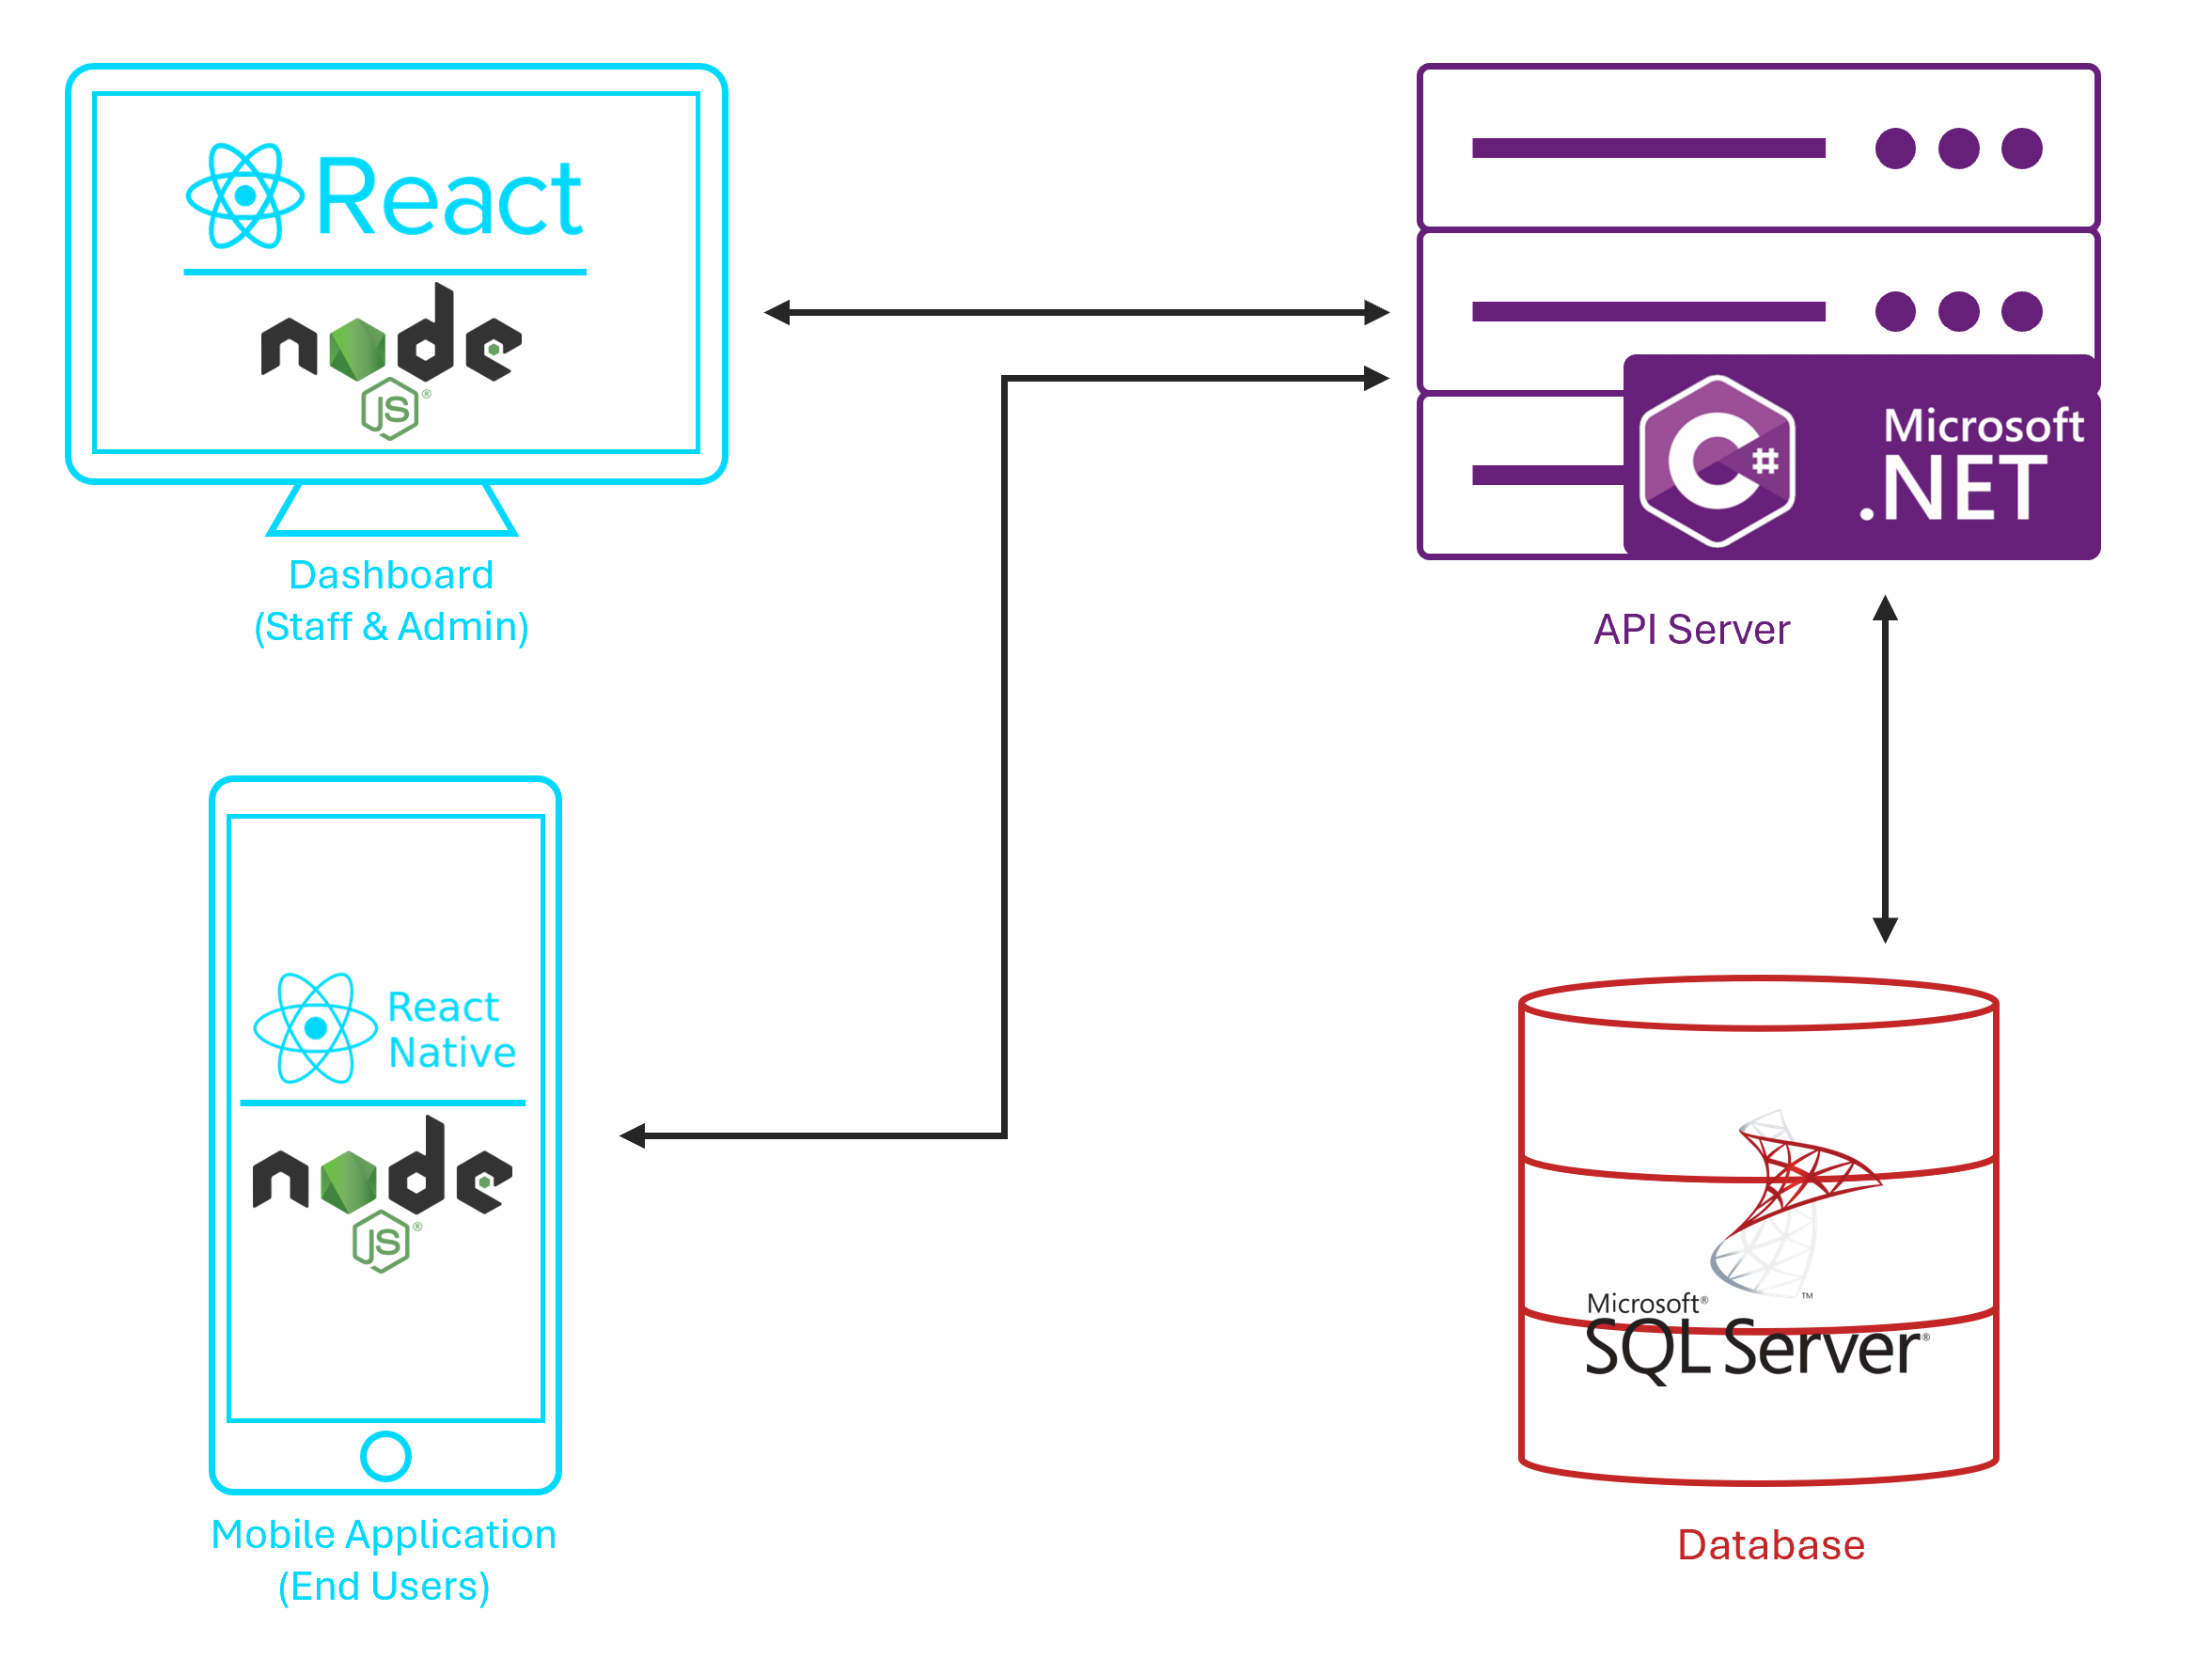 React
node
JS®
Dashboard
(Staff & Admin)
C#
Microsoft
.NET
API Server
React
Native
node
JS®
Mobile Application
(End Users)
Microsoft®
SQL Server®
™
Database